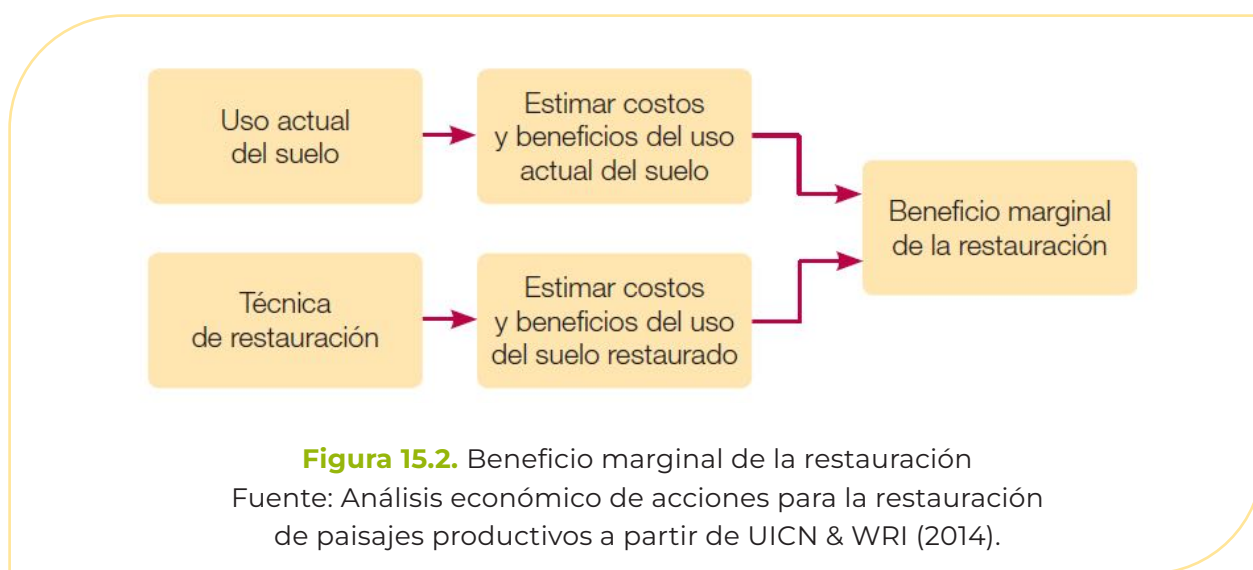 Uso actual
del suelo
Estimar costos
y beneficios del uso
actual del suelo
Técnica
de restauración
Estimar costos
y beneficios del uso
del suelo restaurado
Beneficio marginal
de la restauración
Figura 15.2. Beneficio marginal de la restauración
Fuente: Análisis económico de acciones para la restauración
de paisajes productivos a partir de UICN & WRI (2014).